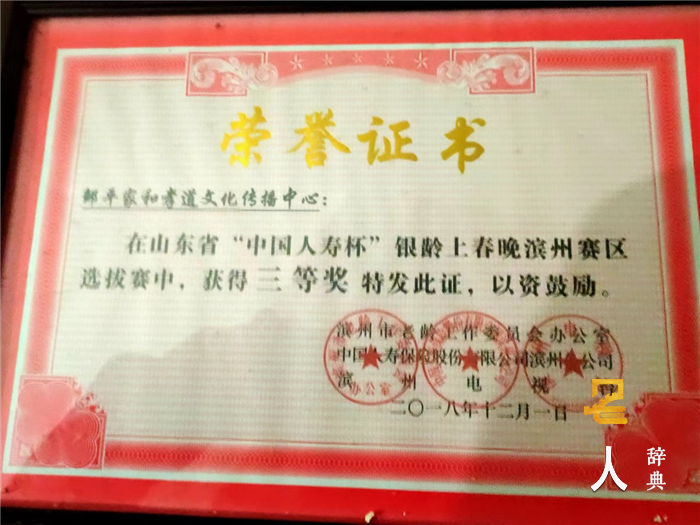 荣誉证书
邹平家和孝道文化传播中心：
在山东省“中国人寿杯”银龄上春晚滨州赛区
选拔赛中，获得三等奖 特发此证，以资鼓励。
滨州市老龄工作委员会办公室
中国人寿保险股份有限公司滨州分公司
滨州电视
二〇一八年十二月一日
人
辞典